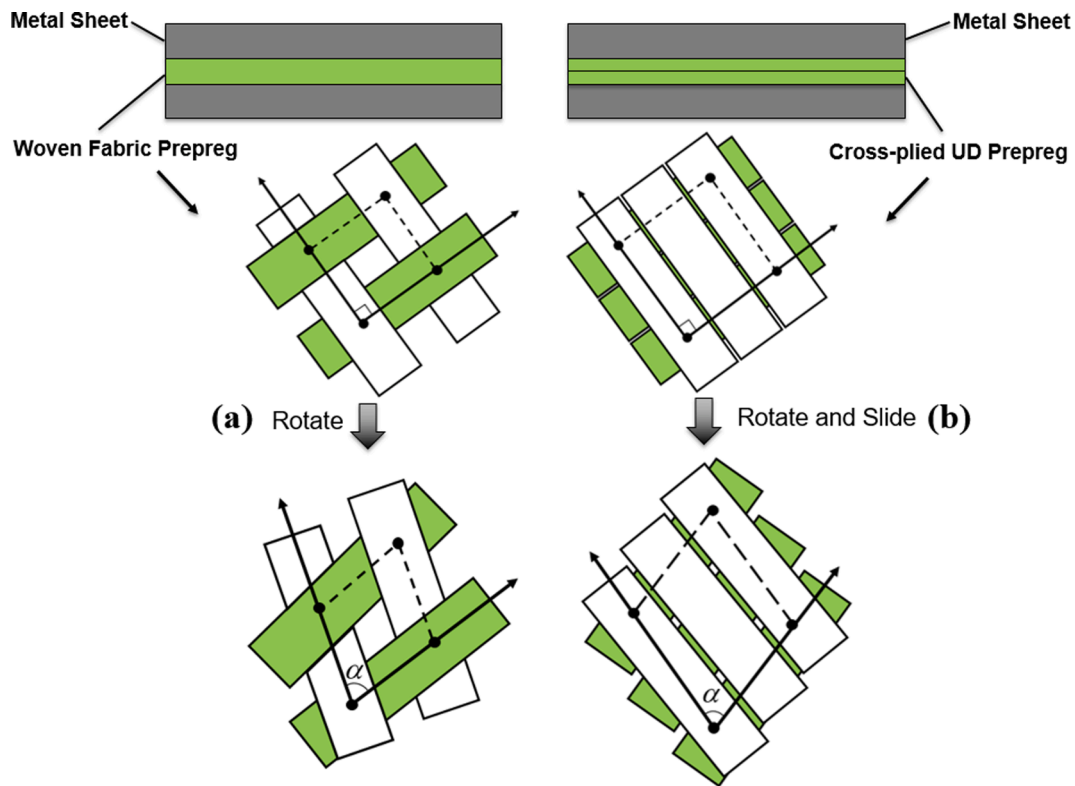 Metal Sheet
Metal Sheet
Woven Fabric Prepreg
Cross-plied UD Prepreg
(a) Rotate
Rotate and Slide (b)
α
α